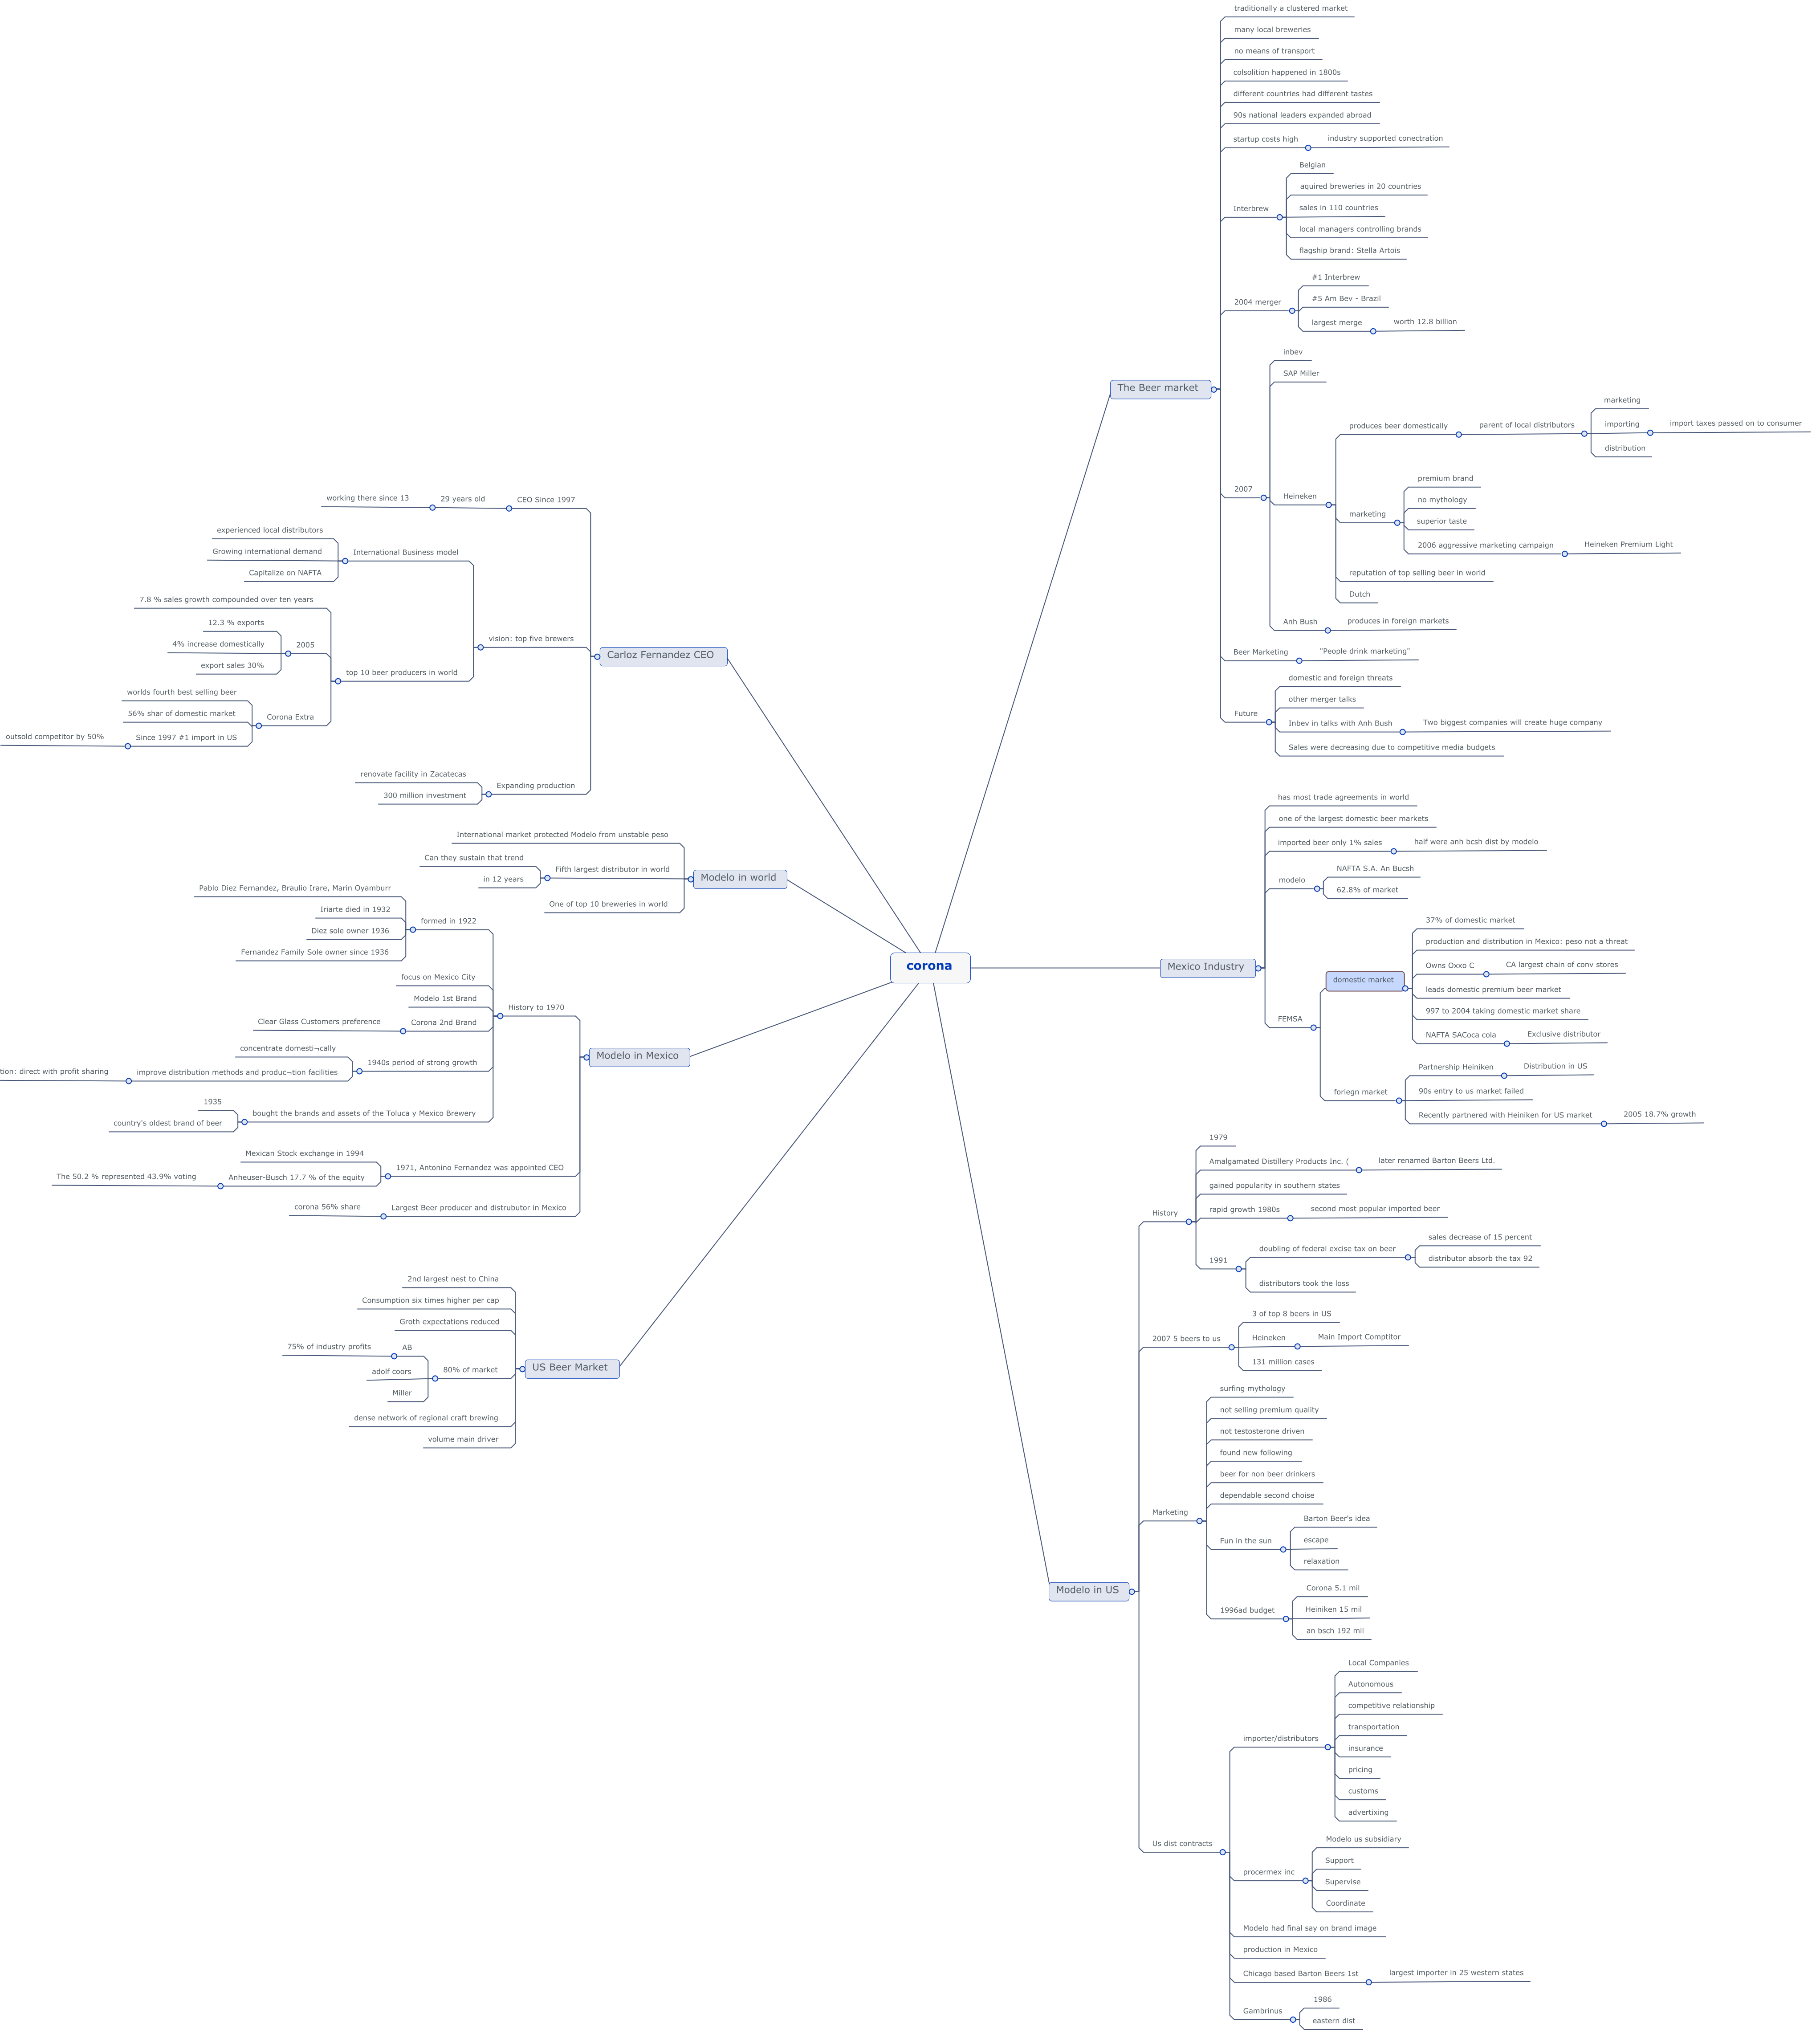 corona
The Beer market
traditionally a clustered market
many local breweries
no means of transport
colsolition happened in 1800s
different countries had different tastes
90s national leaders expanded abroad
startup costs high
industry supported conectration
Interbrew
Belgian
aquired breweries in 20 countries
sales in 110 countries
local managers controlling brands
flagship brand: Stella Artois
2004 merger
#1 Interbrew
#5 Am Bev - Brazil
largest merge
worth 12.8 billion
2007
inbev
SAP Miller
Heineken
produces beer domestically
parent of local distributors
marketing
importing
import taxes passed on to consumer
distribution
marketing
premium brand
no mythology
superior taste
2006 aggressive marketing campaign
Heineken Premium Light
reputation of top selling beer in world
Dutch
Anh Bush
produces in foreign markets
Beer Marketing
"People drink marketing"
Future
domestic and foreign threats
other merger talks
Inbev in talks with Anh Bush
Two biggest companies will create huge company
Sales were decreasing due to competitive media budgets
Mexico Industry
has most trade agreements in world
one of the largest domestic beer markets
imported beer only 1% sales
half were anh bcsh dist by modelo
modelo
NAFTA S.A. An Bucsh
62.8% of market
FEMSA
domestic market
37% of domestic market
production and distribution in Mexico: peso not a threat
Owns Oxxo C
CA largest chain of conv stores
leads domestic premium beer market
997 to 2004 taking domestic market share
NAFTA SACoca cola
Exclusive distributor
foriegn market
Partnership Heiniken
Distribution in US
90s entry to us market failed
Recently partnered with Heiniken for US market
2005 18.7% growth
Modelo in US
History
1979
Amalgamated Distillery Products Inc. (
later renamed Barton Beers Ltd.
gained popularity in southern states
rapid growth 1980s
second most popular imported beer
1991
doubling of federal excise tax on beer
sales decrease of 15 percent
distributor absorb the tax 92
distributors took the loss
2007 5 beers to us
3 of top 8 beers in US
Heineken
Main Import Comptitor
131 million cases
Marketing
surfing mythology
not selling premium quality
not testosterone driven
found new following
beer for non beer drinkers
dependable second choise
Fun in the sun
Barton Beer's idea
escape
relaxation
1996ad budget
Corona 5.1 mil
Heiniken 15 mil
an bsch 192 mil
Us dist contracts
importer/distributors
Local Companies
Autonomous
competitive relationship
transportation
insurance
pricing
customs
advertixing
procermex inc
Modelo us subsidiary
Support
Supervise
Coordinate
Modelo had final say on brand image
production in Mexico
Chicago based Barton Beers 1st
largest importer in 25 western states
Gambrinus
1986
eastern dist
Carloz Fernandez CEO
CEO Since 1997
29 years old
working there since 13
vision: top five brewers
International Business model
experienced local distributors
Growing international demand
Capitalize on NAFTA
top 10 beer producers in world
7.8 % sales growth compounded over ten years
2005
12.3 % exports
4% increase domestically
export sales 30%
Corona Extra
worlds fourth best selling beer
56% shar of domestic market
Since 1997 #1 import in US
outsold competitor by 50%
Expanding production
renovate facility in Zacatecas
300 million investment
Modelo in world
International market protected Modelo from unstable peso
Fifth largest distributor in world
Can they sustain that trend
in 12 years
One of top 10 breweries in world
Modelo in Mexico
History to 1970
formed in 1922
Pablo Diez Fernandez, Braulio Irare, Marin Oyamburr
Iriarte died in 1932
Diez sole owner 1936
Fernandez Family Sole owner since 1936
focus on Mexico City
Modelo 1st Brand
Corona 2nd Brand
Clear Glass Customers preference
1940s period of strong growth
concentrate domesti¬cally
improve distribution methods and produc¬tion facilities
tion: direct with profit sharing
bought the brands and assets of the Toluca y Mexico Brewery
1935
country's oldest brand of beer
1971, Antonino Fernandez was appointed CEO
Mexican Stock exchange in 1994
Anheuser-Busch 17.7 % of the equity
The 50.2 % represented 43.9% voting
Largest Beer producer and distrubutor in Mexico
corona 56% share
US Beer Market
2nd largest nest to China
Consumption six times higher per cap
Groth expectations reduced
80% of market
AB
75% of industry profits
adolf coors
Miller
dense network of regional craft brewing
volume main driver